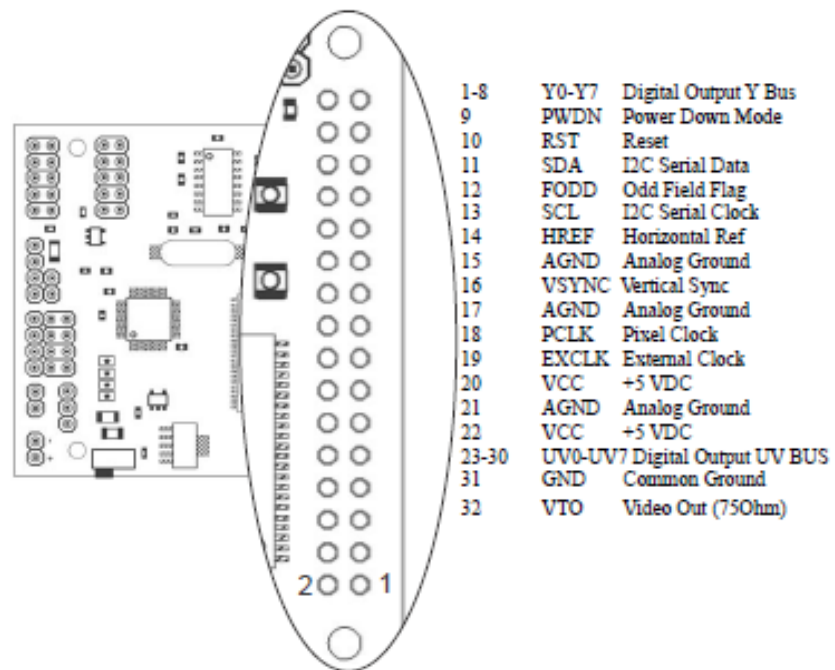 1-8 Y0-Y7 Digital Output Y Bus
9 PWDN Power Down Mode
10 RST Reset
11 SDA I2C Serial Data
12 FODD Odd Field Flag
13 SCL I2C Serial Clock
14 HREF Horizontal Ref
15 AGND Analog Ground
16 VSYNC Vertical Sync
17 AGND Analog Ground
18 PCLK Pixel Clock
19 EXCLK External Clock
20 VCC +5 VDC
21 AGND Analog Ground
22 VCC +5 VDC
23-30 UV0-UV7 Digital Output UV BUS
31 GND Common Ground
32 VTO Video Out (75Ohm)
2 1